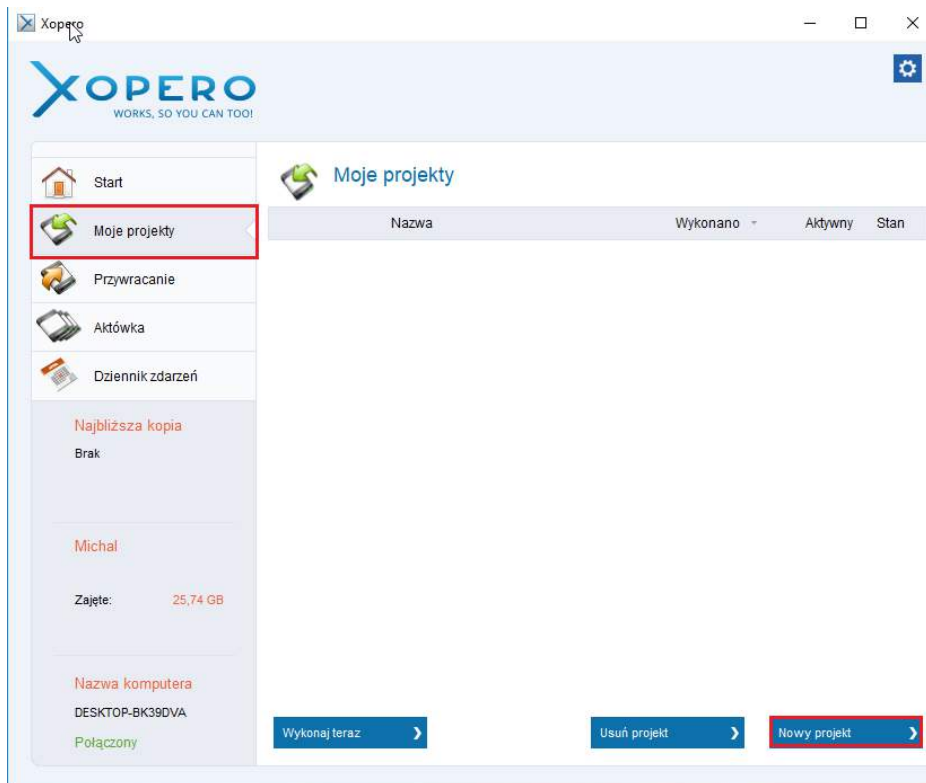 Xopero
XOPERO
WORKS, SO YOU CAN TOO!
Start
Moje projekty
Przywracanie
Aktówka
Dziennik zdarzeń
Najbliższa kopia
Brak
Michal
Zajęte: 25,74 GB
Nazwa komputera
DESKTOP-BK39DVA
Połączony
Moje projekty
Nazwa Wykonano Aktywny Stan
Wykonaj teraz Usuń projekt Nowy projekt